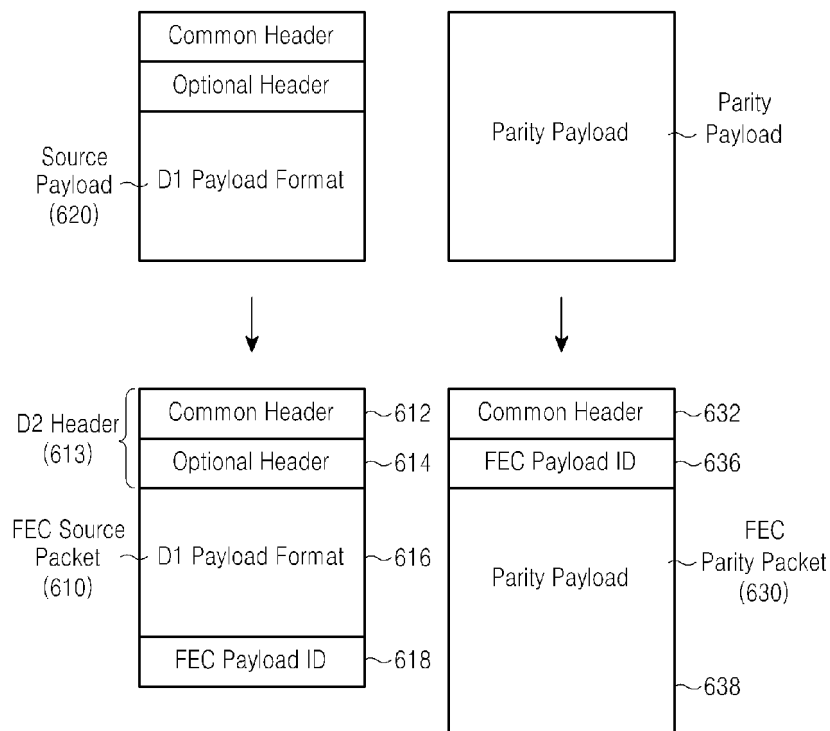 Common Header
Optional Header
Source
Payload
(620)
D1 Payload Format
Parity Payload
Parity
Payload
D2 Header
(613)
Common Header
612
Optional Header
614
FEC Source
Packet
(610)
D1 Payload Format
616
FEC Payload ID
618
Common Header
632
FEC Payload ID
636
Parity Payload
FEC
Parity Packet
(630)
638